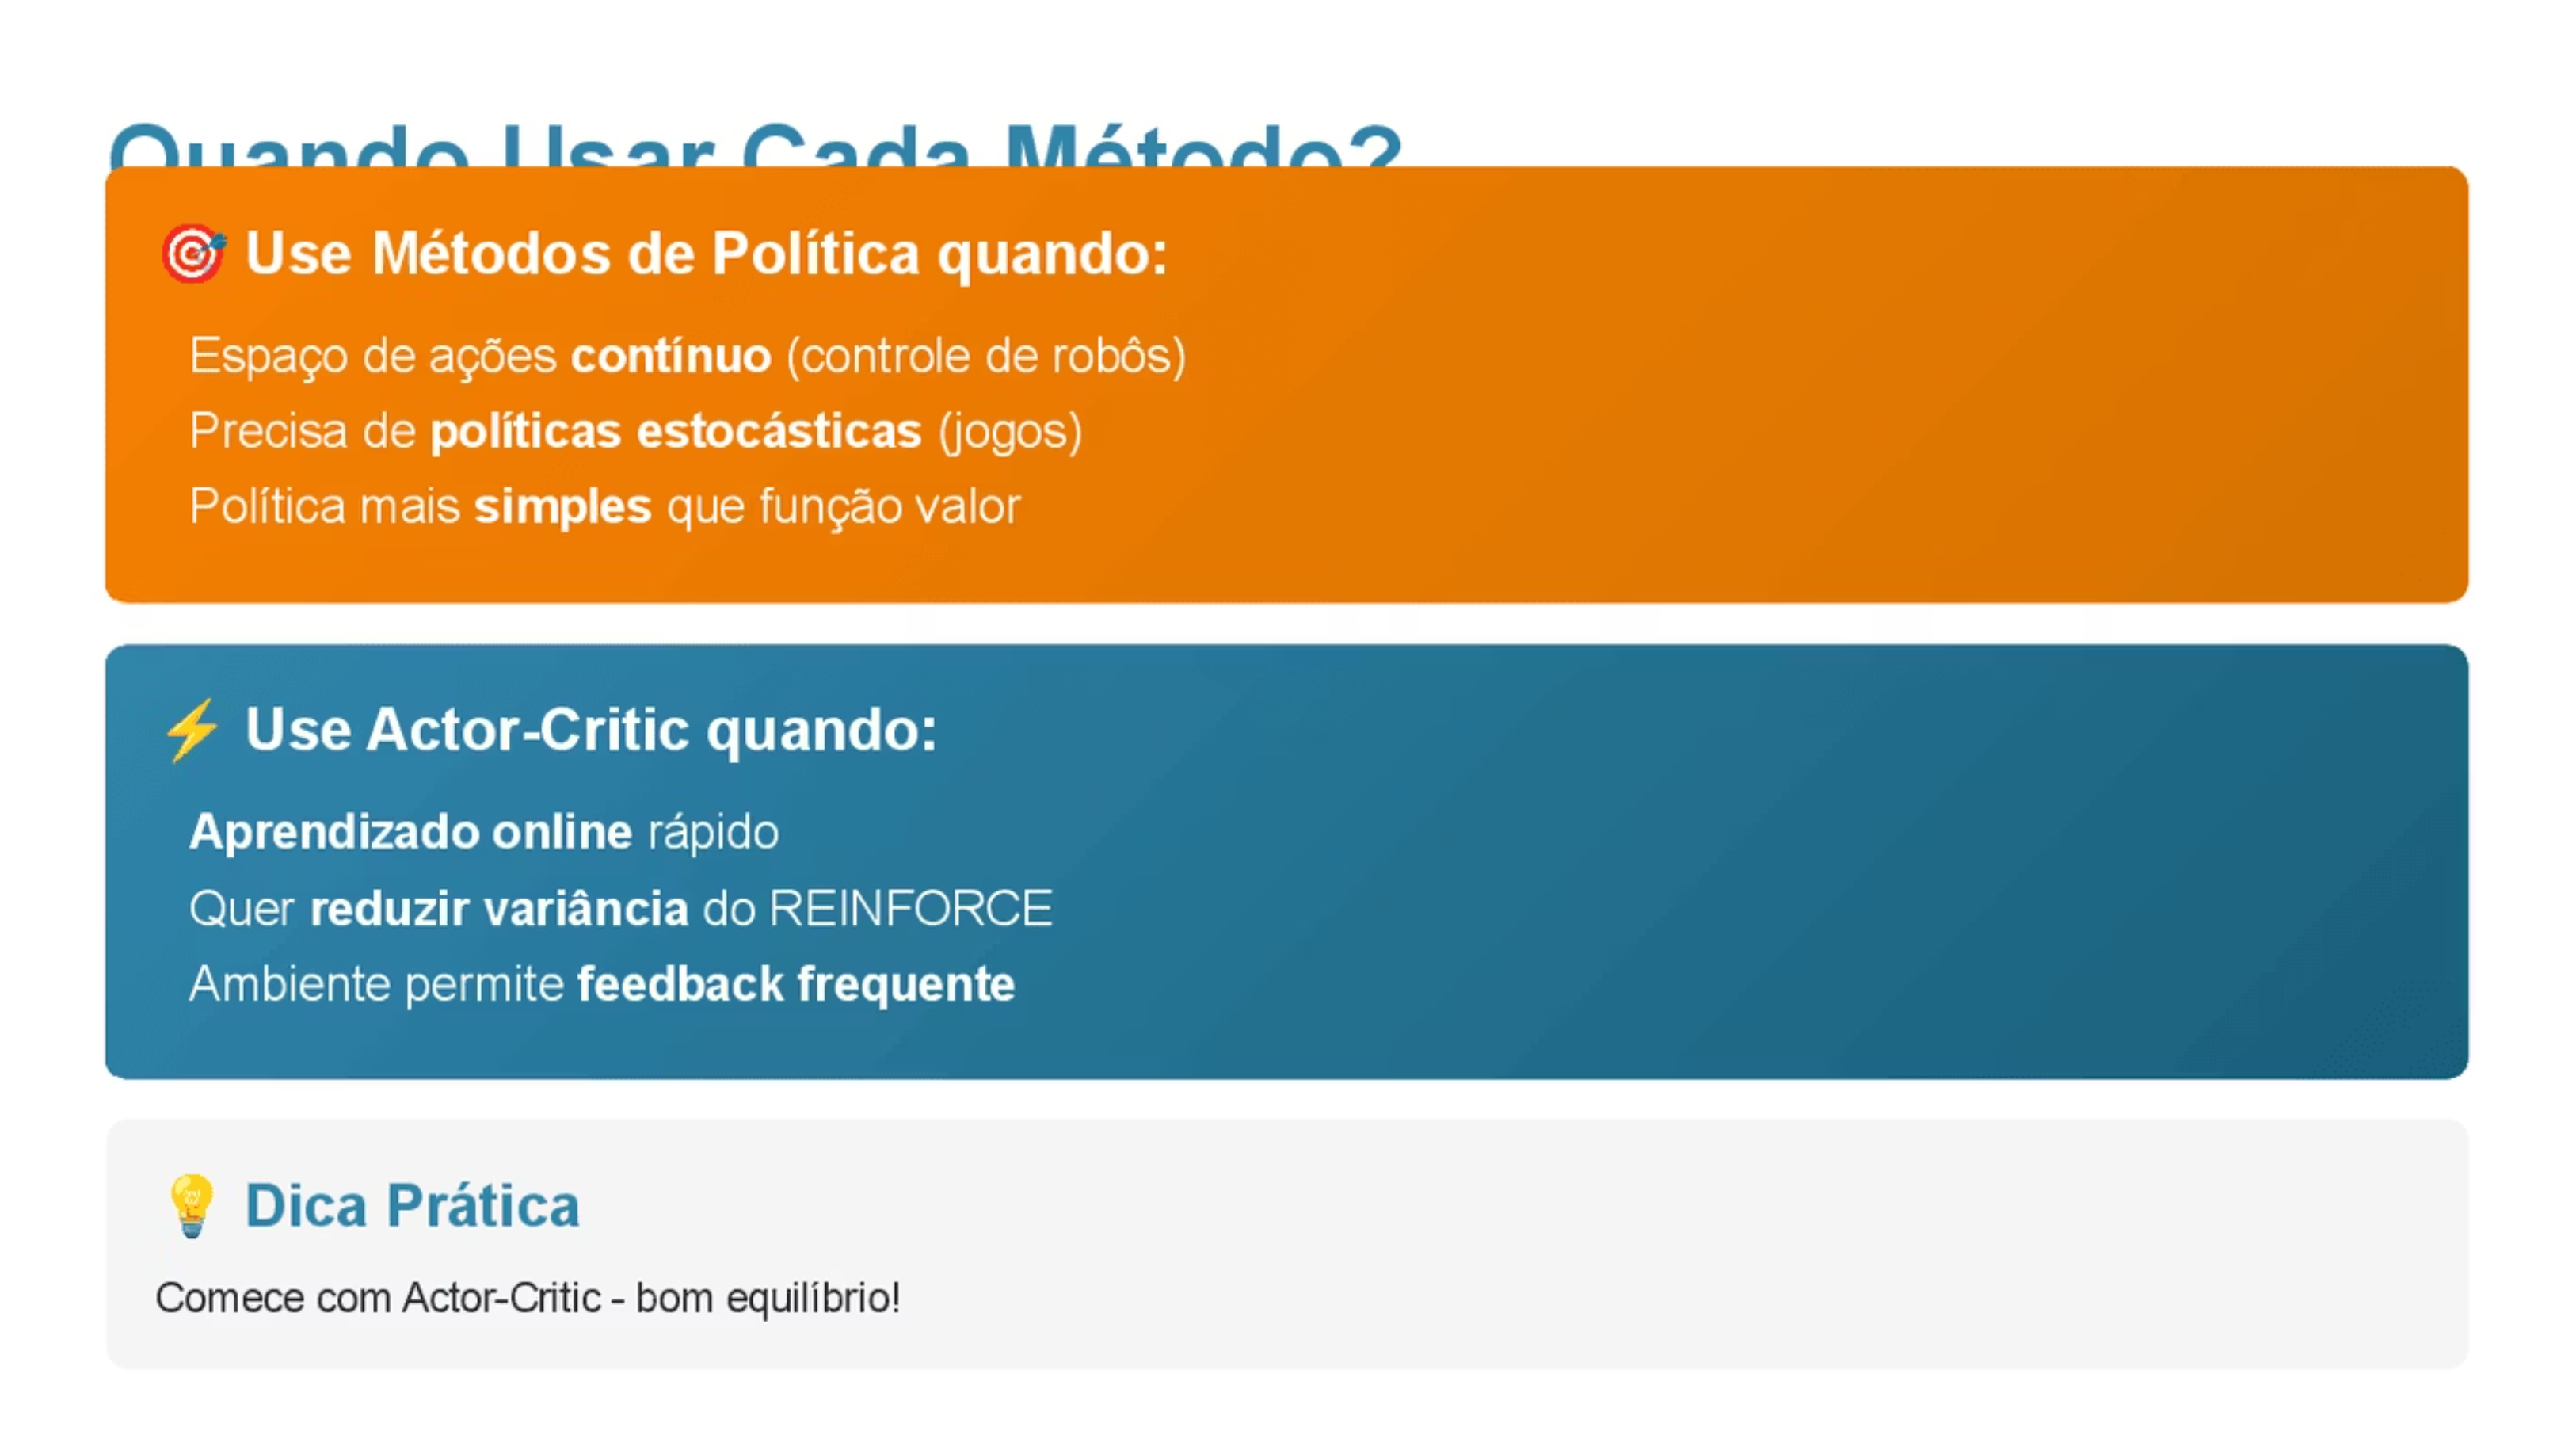 Quando Usar Cada Método?
🎯 Use Métodos de Política quando:
Espaço de ações contínuo (controle de robôs)
Precisa de políticas estocásticas (jogos)
Política mais simples que função valor
⚡ Use Actor-Critic quando:
Aprendizado online rápido
Quer reduzir variância do REINFORCE
Ambiente permite feedback frequente
💡 Dica Prática
Comece com Actor-Critic - bom equilíbrio!